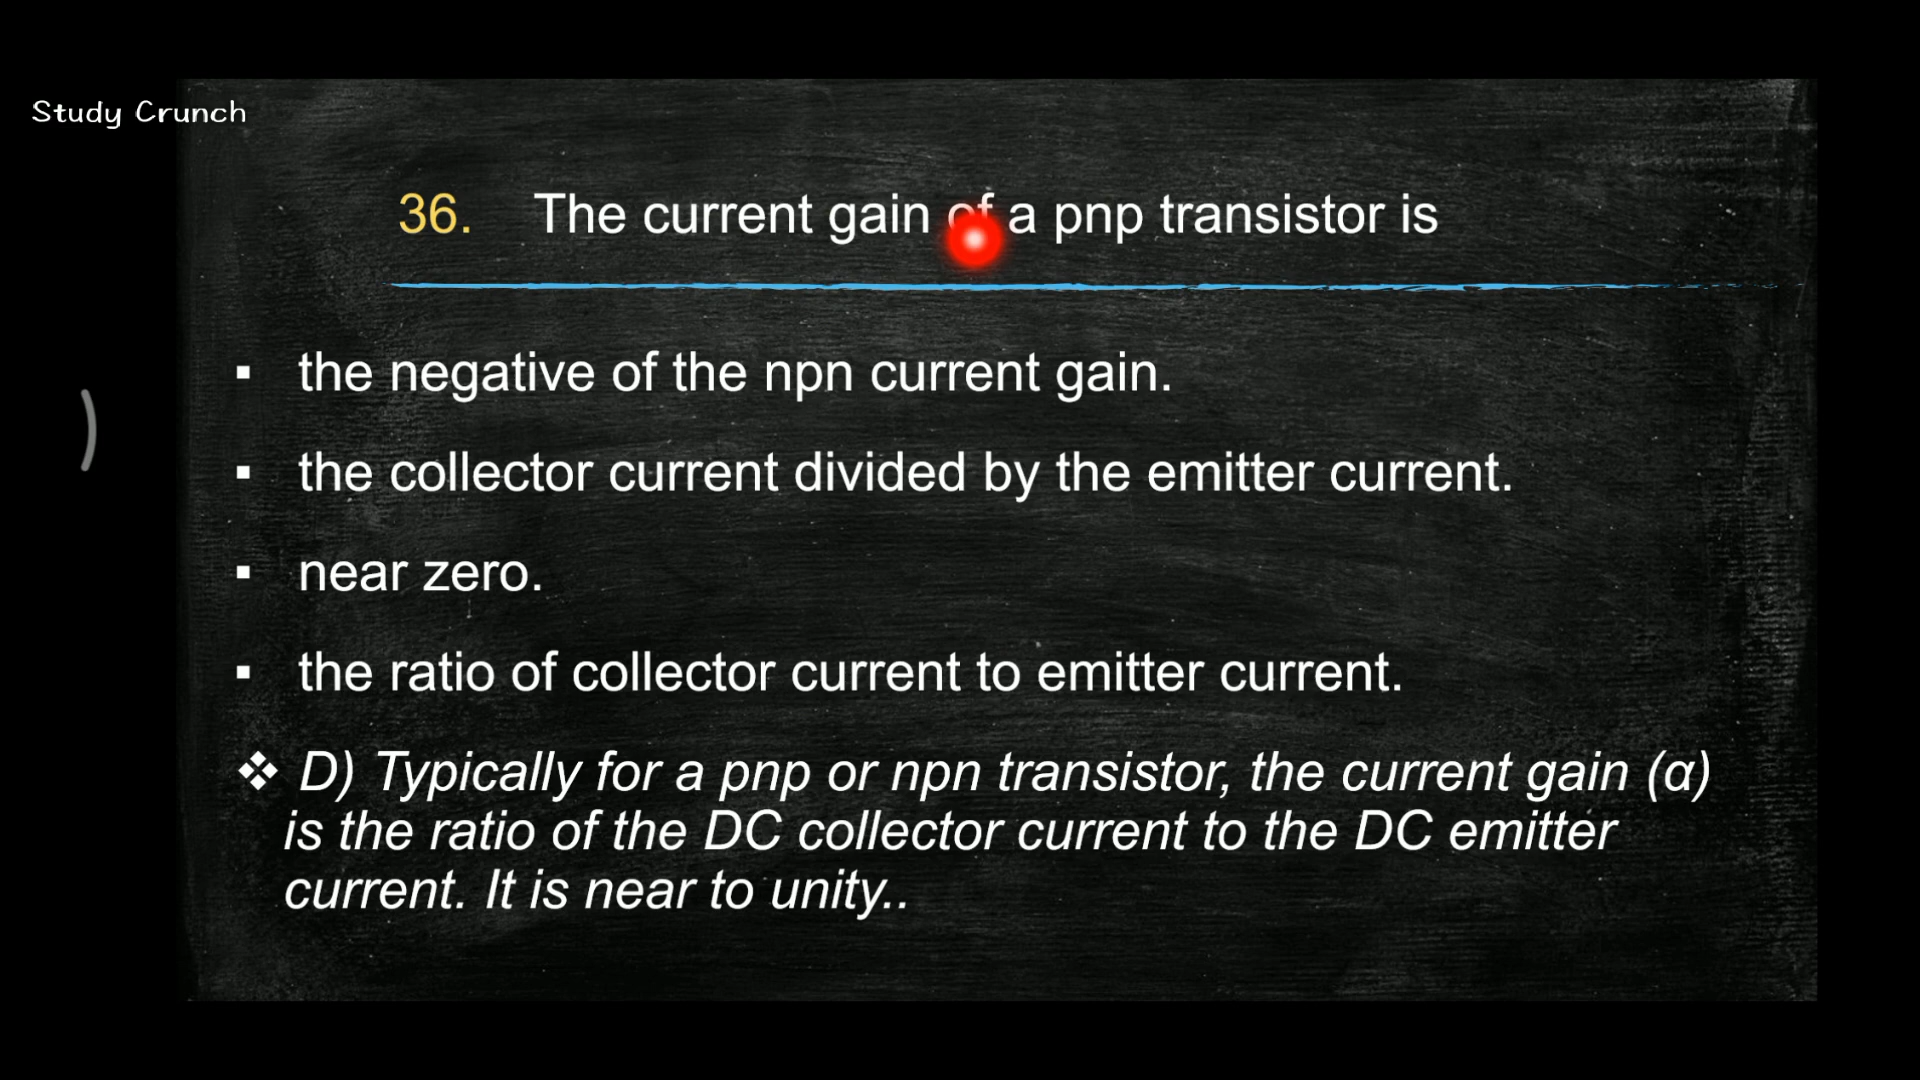 Study Crunch
36. The current gain of a pnp transistor is
▪ the negative of the npn current gain.
▪ the collector current divided by the emitter current.
▪ near zero.
▪ the ratio of collector current to emitter current.
❖ D) Typically for a pnp or npn transistor, the current gain (α)
is the ratio of the DC collector current to the DC emitter
current. It is near to unity..